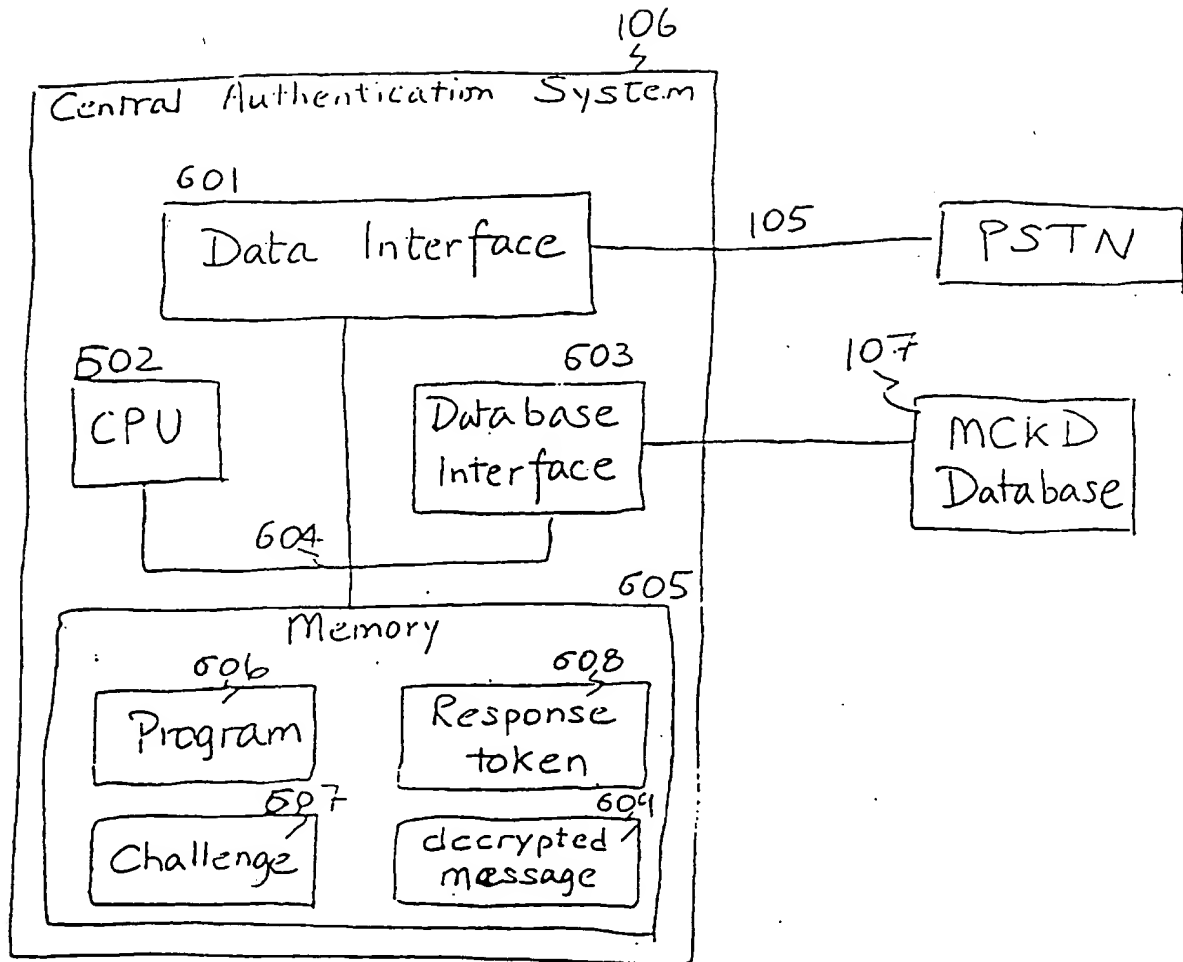 106
Central Authentication System
601
Data Interface
105
PSTN
602
CPU
603
Database
Interface
107
MCKD
Database
604
605
Memory
606
Program
608
Response
token
607
Challenge
609
decrypted
message